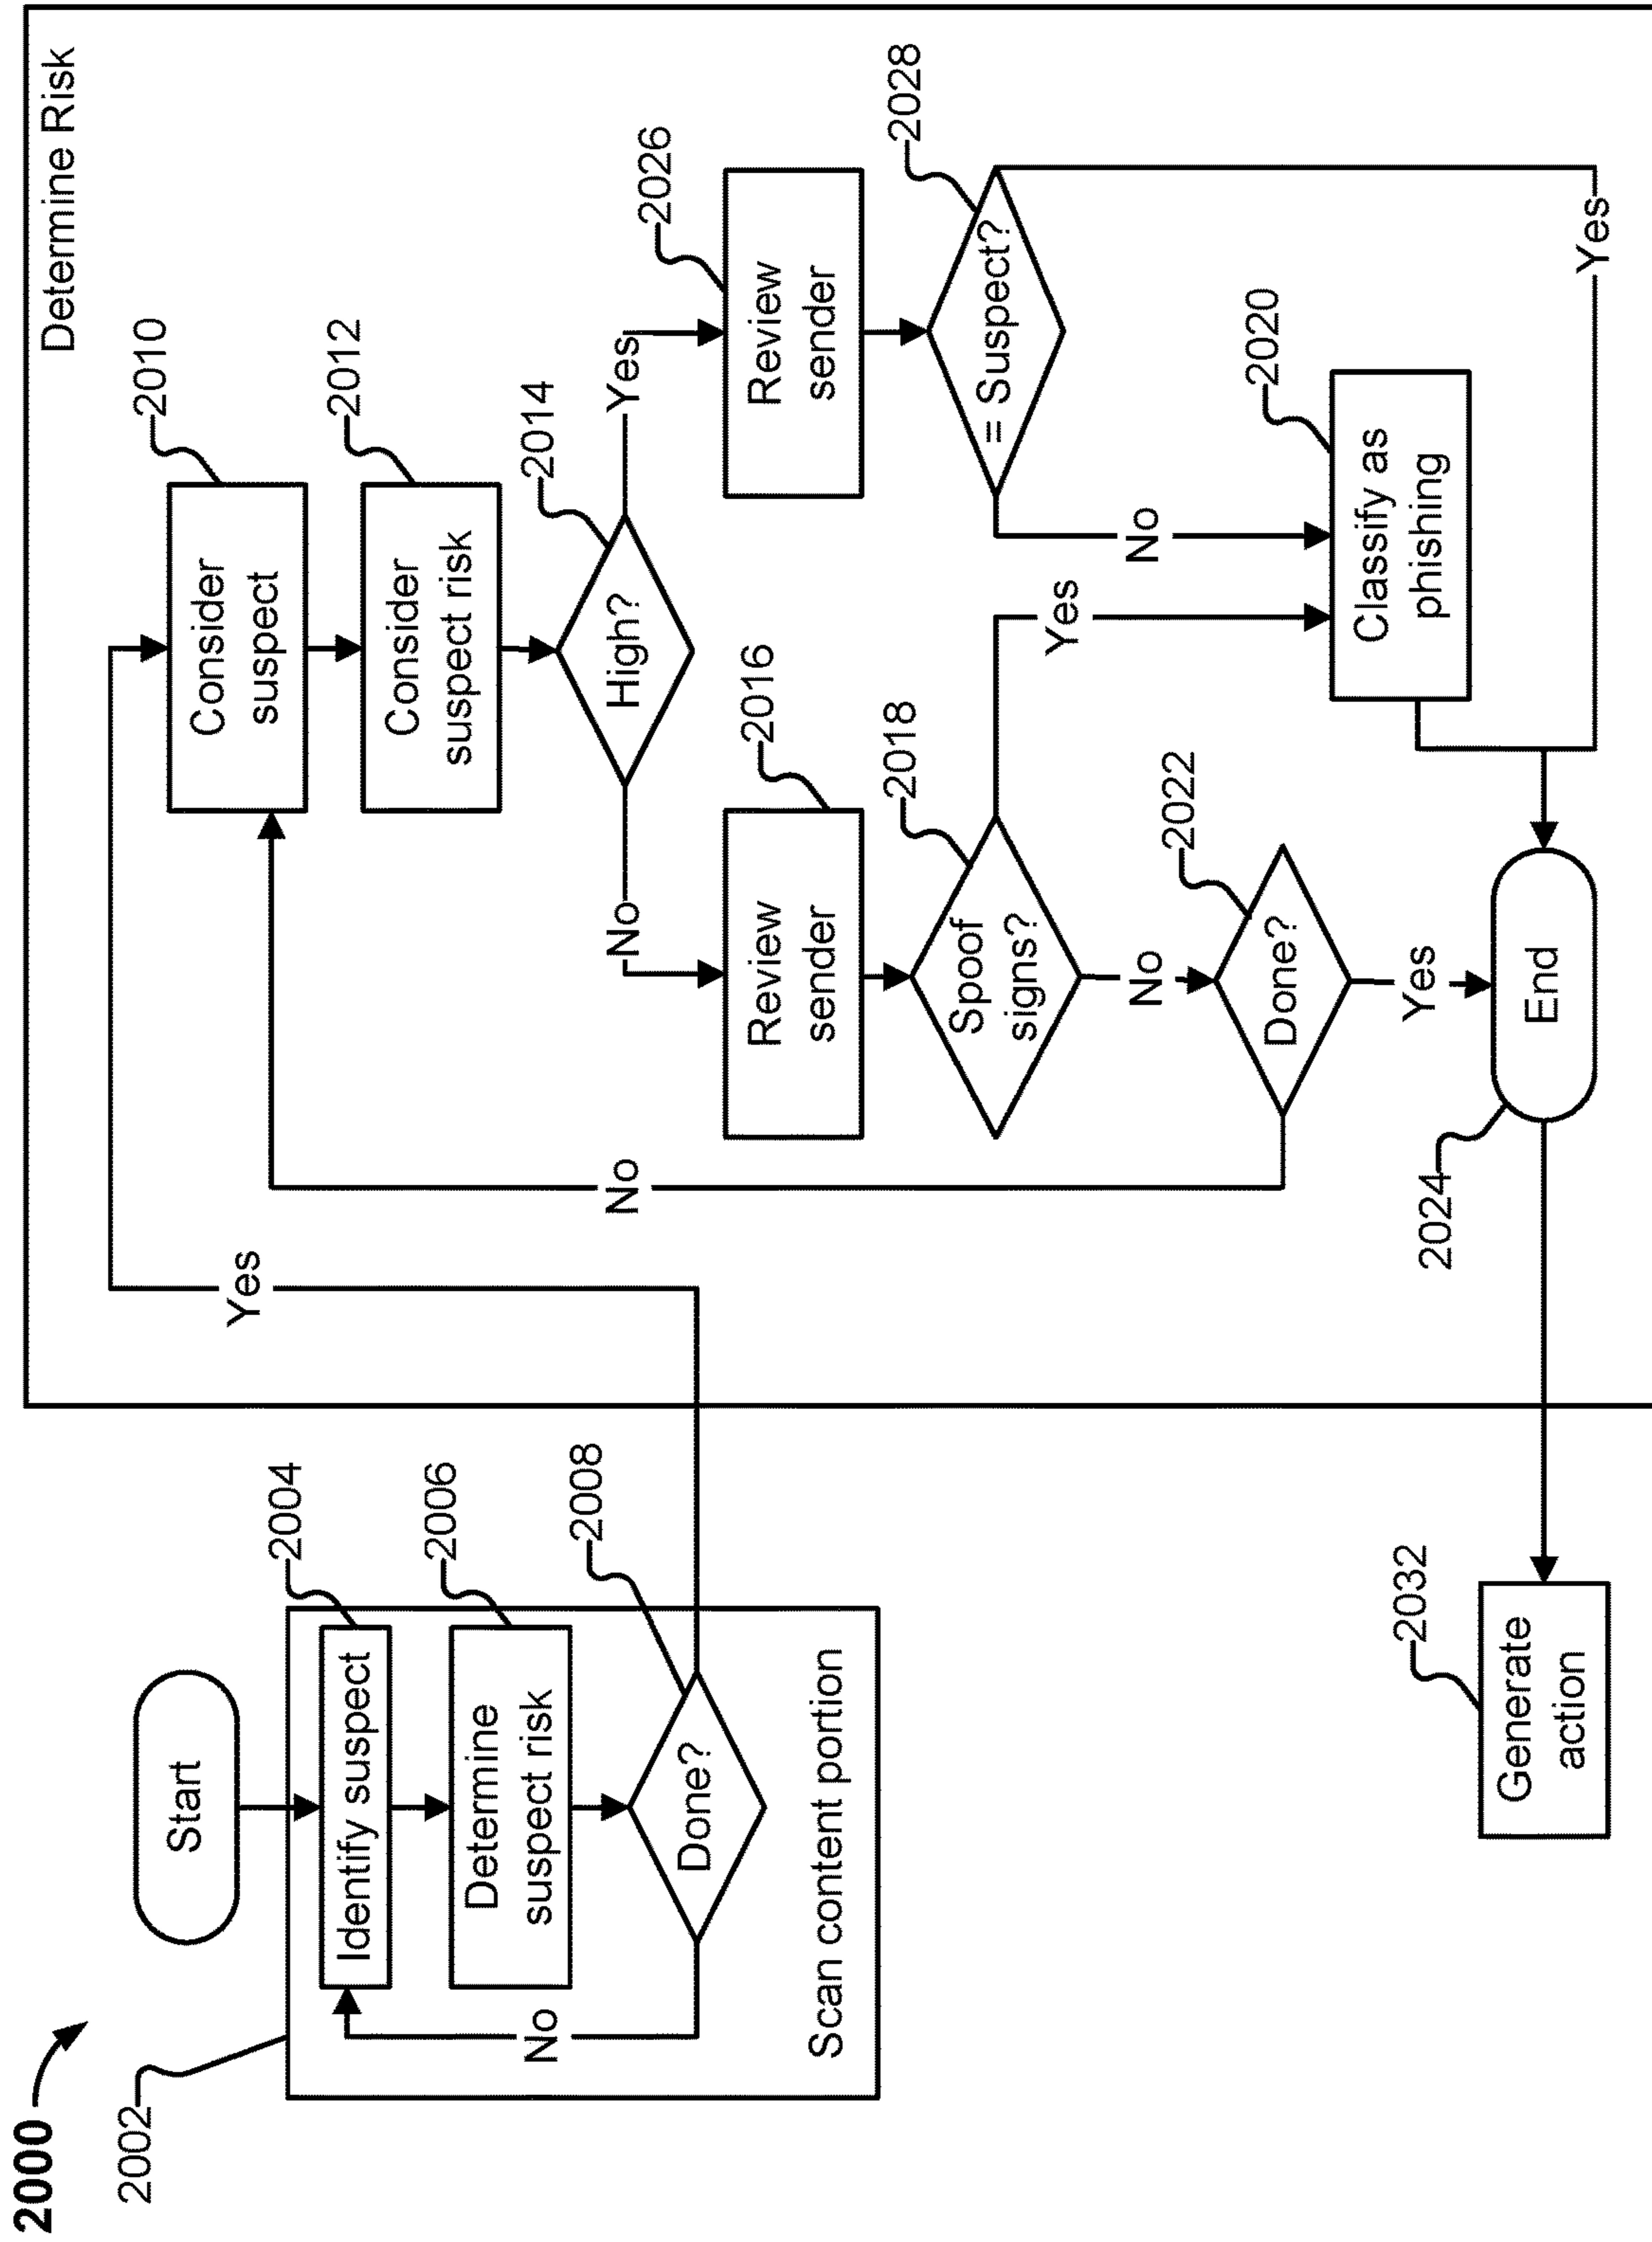 2000
2002
Start
Identify suspect
2004
Determine
suspect risk
2006
Done?
2008
No
Scan content portion
Yes
Determine Risk
Consider
suspect
2010
Consider
suspect risk
2012
High?
2014
No
Yes
Review
sender
2016
Review
sender
2026
Spoof
signs?
2018
= Suspect?
2028
No
Yes
No
Yes
Done?
2022
No
Yes
Classify as
phishing
2020
End
2024
Generate
action
2032